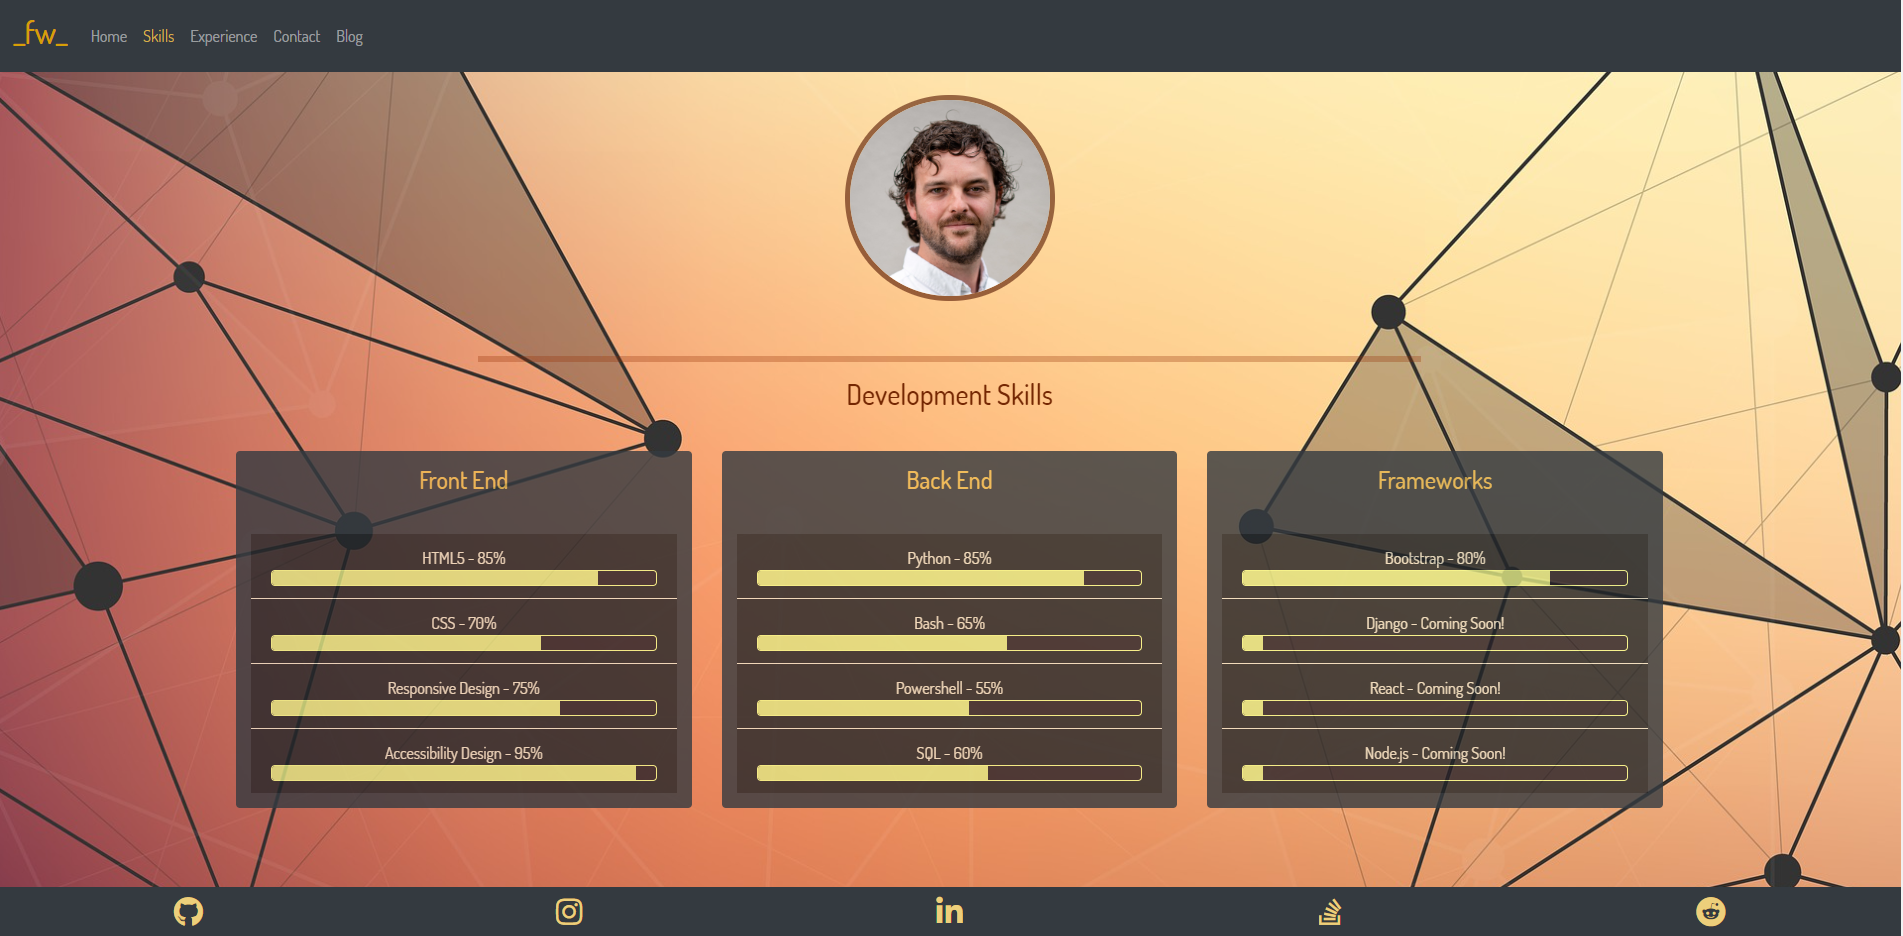 _fw_ Home Skills Experience Contact Blog
Development Skills
Front End
HTML5 - 85%
CSS - 70%
Responsive Design - 75%
Accessibility Design - 95%
Back End
Python - 85%
Bash - 65%
Powershell - 55%
SQL - 60%
Frameworks
Bootstrap - 80%
Django - Coming Soon!
React - Coming Soon!
Node.js - Coming Soon!
in